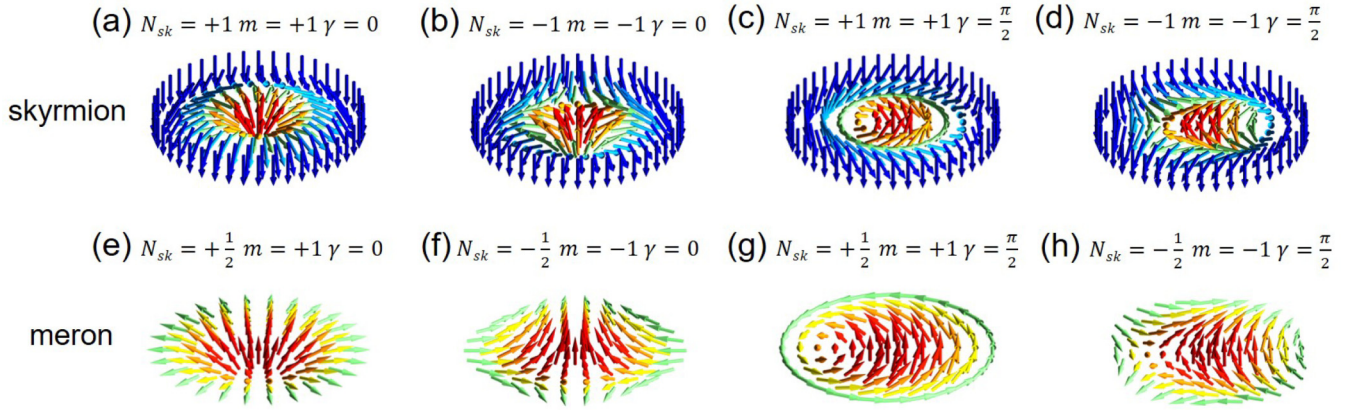 (a) N_sk = +1 m = +1 γ = 0
(b) N_sk = −1 m = −1 γ = 0
(c) N_sk = +1 m = +1 γ = π/2
(d) N_sk = −1 m = −1 γ = π/2
skyrmion
(e) N_sk = +1/2 m = +1 γ = 0
(f) N_sk = −1/2 m = −1 γ = 0
(g) N_sk = +1/2 m = +1 γ = π/2
(h) N_sk = −1/2 m = −1 γ = π/2
meron